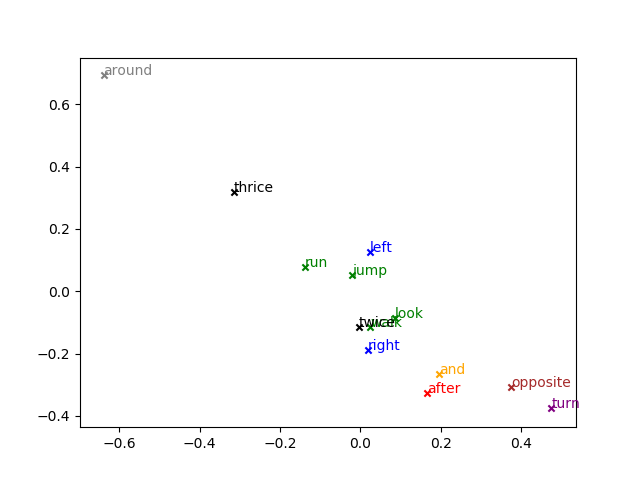 around
0.6
0.4
thrice
0.2
left
run
jump
0.0
look
twice
right
−0.2
and
opposite
after
turn
−0.4
−0.6 −0.4 −0.2 0.0 0.2 0.4